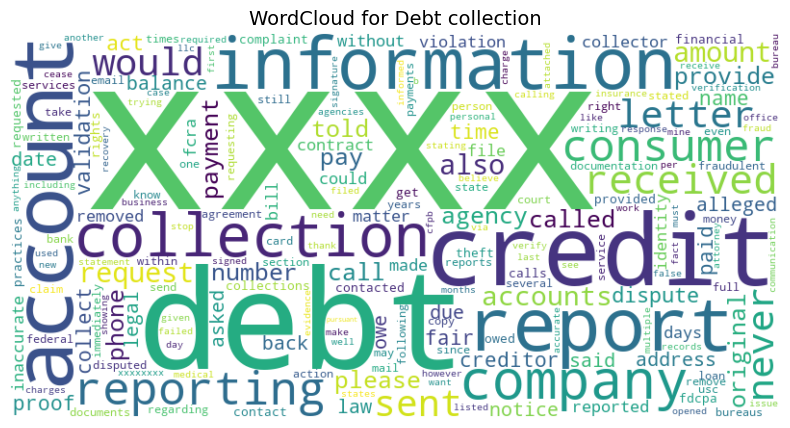 WordCloud for Debt collection
another times required llc complaint without violation collector financial
give act first email informed charge attached amount receive bureau
cease would information provide verification
services balance case trying still signature payments calling person insurance stated name
take written rights recovery requesting fcra one agencies personal stating right like writing response mine even office fraud
requested account validation XXXX told time file letter
date payment contract pay also consumer
documentation per fraudulent
anything including know business could bill get years filed believe state court received
practices removed agreement need matter cfpb agency called via work provided alleged
bank stop collection card thank credit paid identity money
used new statement within signed section theft verify last calls service fact must attorney false full communication
inaccurate request number call made reports several see
claim send collections contacted months accounts dispute
federal showing immediately given failed asked debt evidence pursuant owe due copy multiple records
phone legal day back make well following fair owed report accurate days original never
charges collect disputed may mail since creditor said address loan remove usc
proof xxxxxxxx medical action states however want company
reporting please sent listed notice reported opened fdcpa issue
documents regarding contact law bureaus